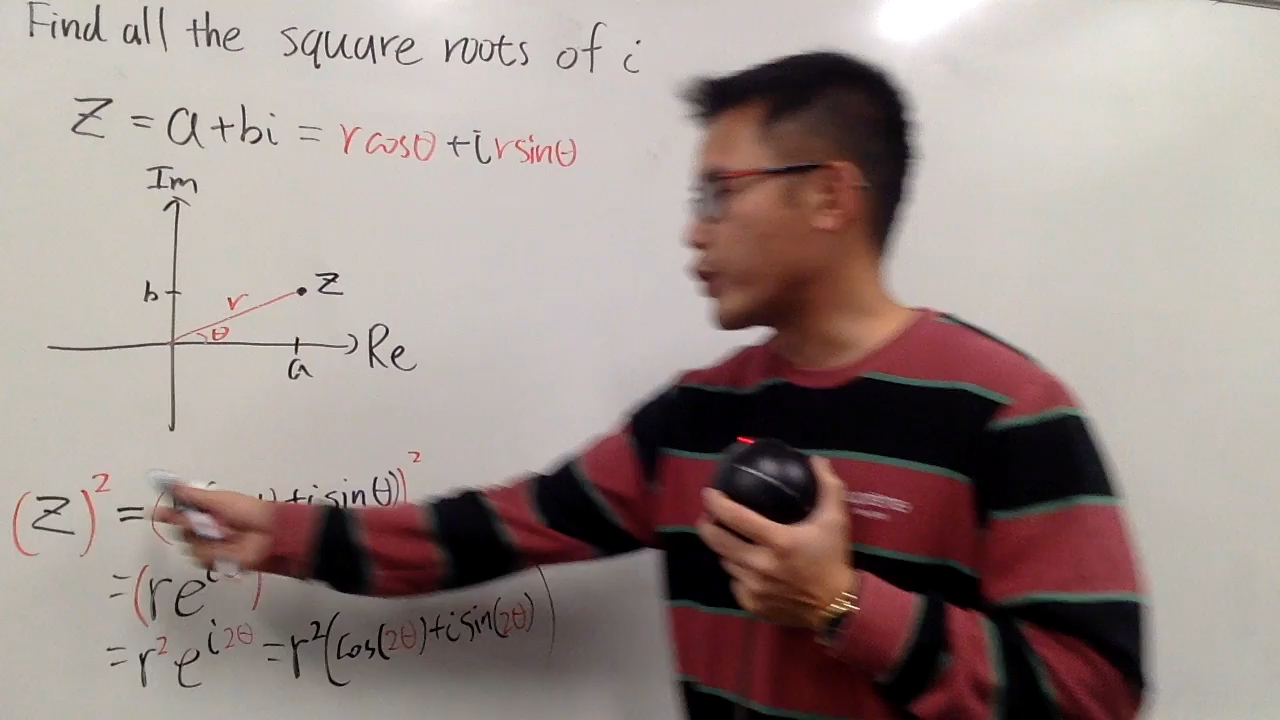 Find all the square roots of i
Z = a+bi = rcosθ +irsinθ
Im
b
r
Z
θ
a
Re
(Z)² = ( +isinθ))²
=(re )
=r²e^(i2θ) =r²(cos(2θ)+isin(2θ))